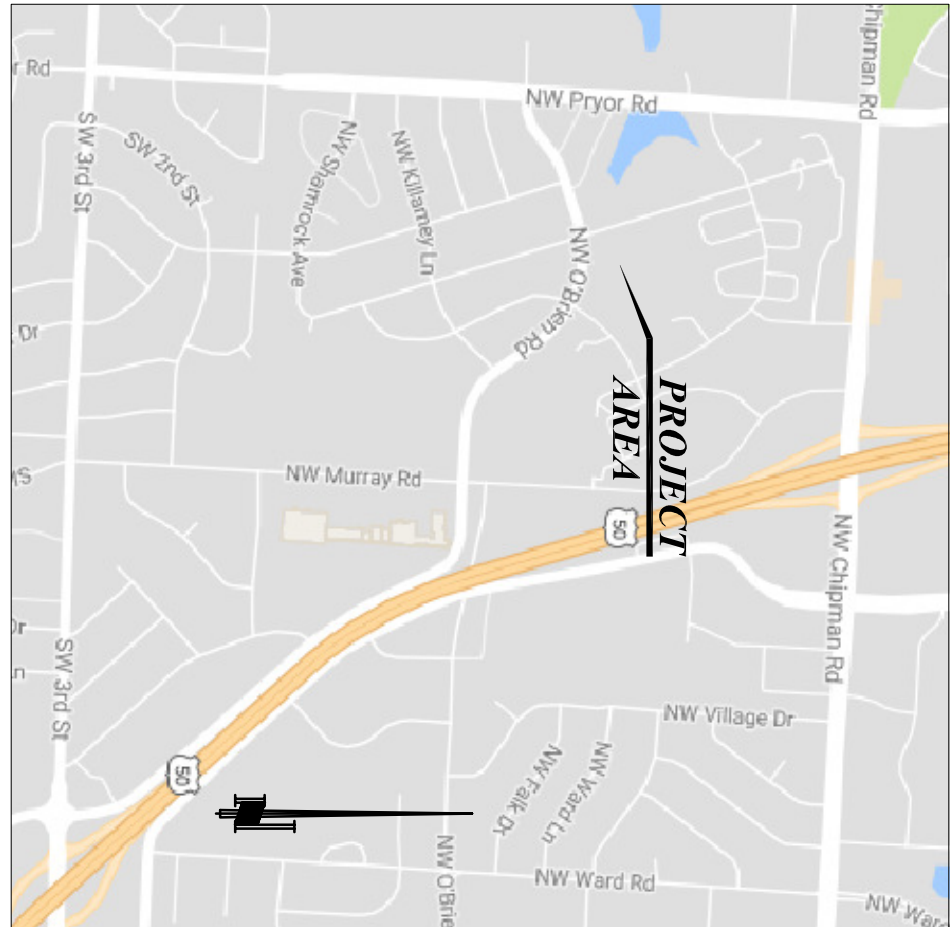 r Rd
NW Pryor Rd
Chipman Rd
SW 3rd St
SW 2nd St
NW Shamrock Ave
NW Killarney Ln
NW O'Brien Rd
Dr
PROJECT
AREA
NW Murray Rd
50
NW Chipman Rd
SW 3rd St
NW Village Dr
50
NW Falk Dr
NW Ward Ln
NW O'Brie
NW Ward Rd
NW Ward